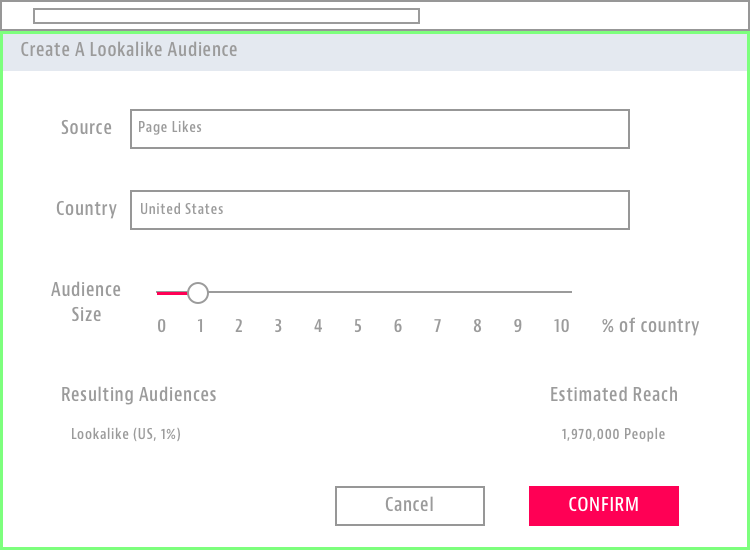 Create A Lookalike Audience
Source
Page Likes
Country
United States
Audience
Size
0 1 2 3 4 5 6 7 8 9 10 % of country
Resulting Audiences
Estimated Reach
Lookalike (US, 1%)
1,970,000 People
Cancel
CONFIRM